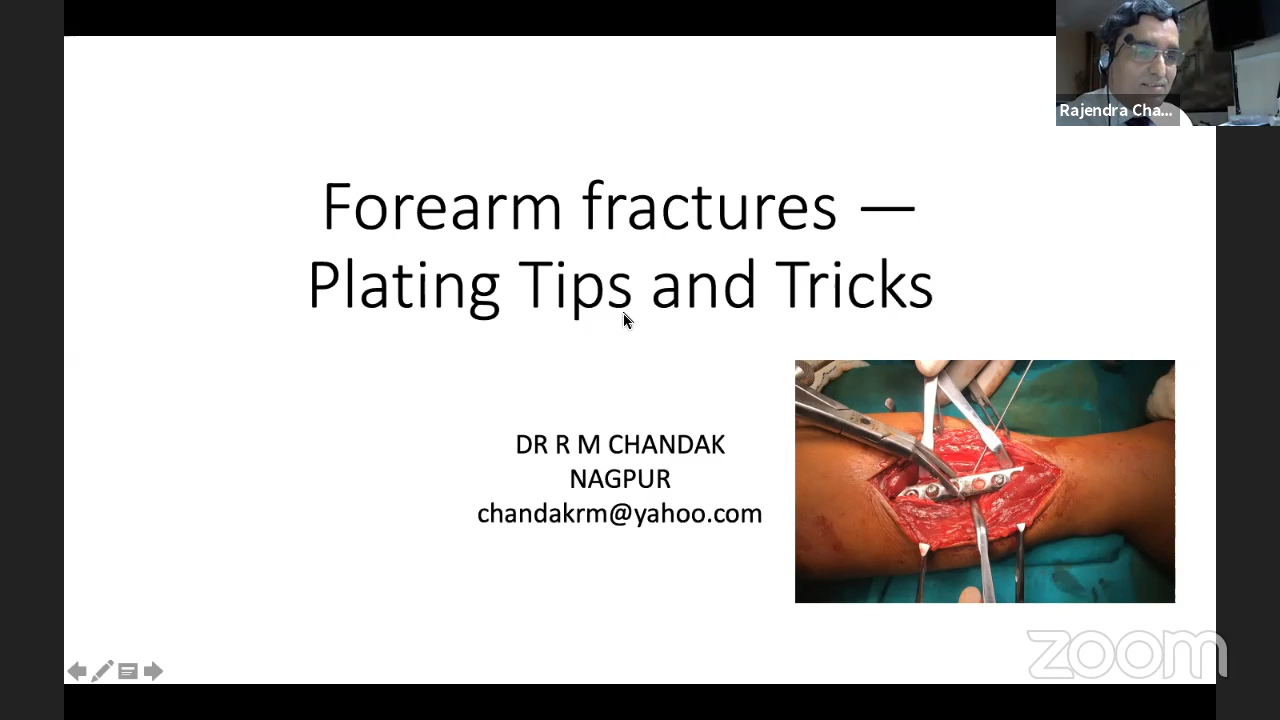 Rajendra Cha...
Forearm fractures —
Plating Tips and Tricks
DR R M CHANDAK
NAGPUR
chandakrm@yahoo.com
zoom